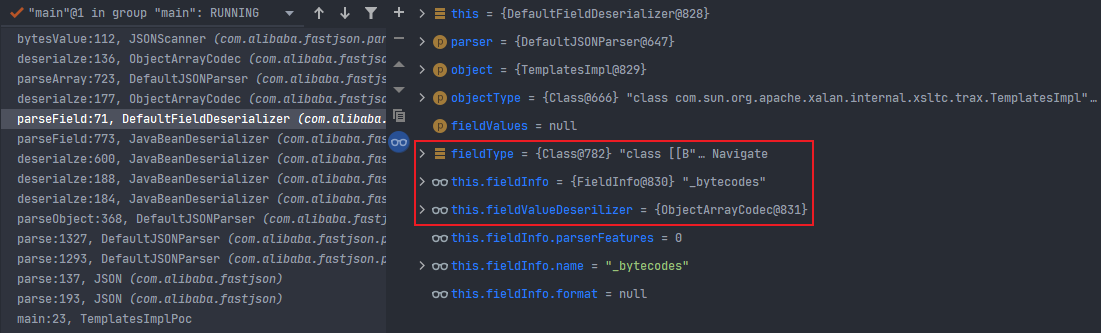 "main"@1 in group "main": RUNNING
bytesValue:112, JSONScanner (com.alibaba.fastjson.par
deserialze:136, ObjectArrayCodec (com.alibaba.fastjso
parseArray:723, DefaultJSONParser (com.alibaba.fastjs
deserialze:177, ObjectArrayCodec (com.alibaba.fastjso
parseField:71, DefaultFieldDeserializer (com.alibaba.
parseField:773, JavaBeanDeserializer (com.alibaba.fas
deserialze:600, JavaBeanDeserializer (com.alibaba.fas
deserialze:188, JavaBeanDeserializer (com.alibaba.fas
deserialze:184, JavaBeanDeserializer (com.alibaba.fas
parseObject:368, DefaultJSONParser (com.alibaba.fastj
parse:1327, DefaultJSONParser (com.alibaba.fastjson.p
parse:1293, DefaultJSONParser (com.alibaba.fastjson.p
parse:137, JSON (com.alibaba.fastjson)
parse:193, JSON (com.alibaba.fastjson)
main:23, TemplatesImplPoc
this = {DefaultFieldDeserializer@828}
p parser = {DefaultJSONParser@647}
p object = {TemplatesImpl@829}
p objectType = {Class@666} "class com.sun.org.apache.xalan.internal.xsltc.trax.TemplatesImpl"…
p fieldValues = null
fieldType = {Class@782} "class [[B"… Navigate
this.fieldInfo = {FieldInfo@830} "_bytecodes"
this.fieldValueDeserilizer = {ObjectArrayCodec@831}
this.fieldInfo.parserFeatures = 0
this.fieldInfo.name = "_bytecodes"
this.fieldInfo.format = null